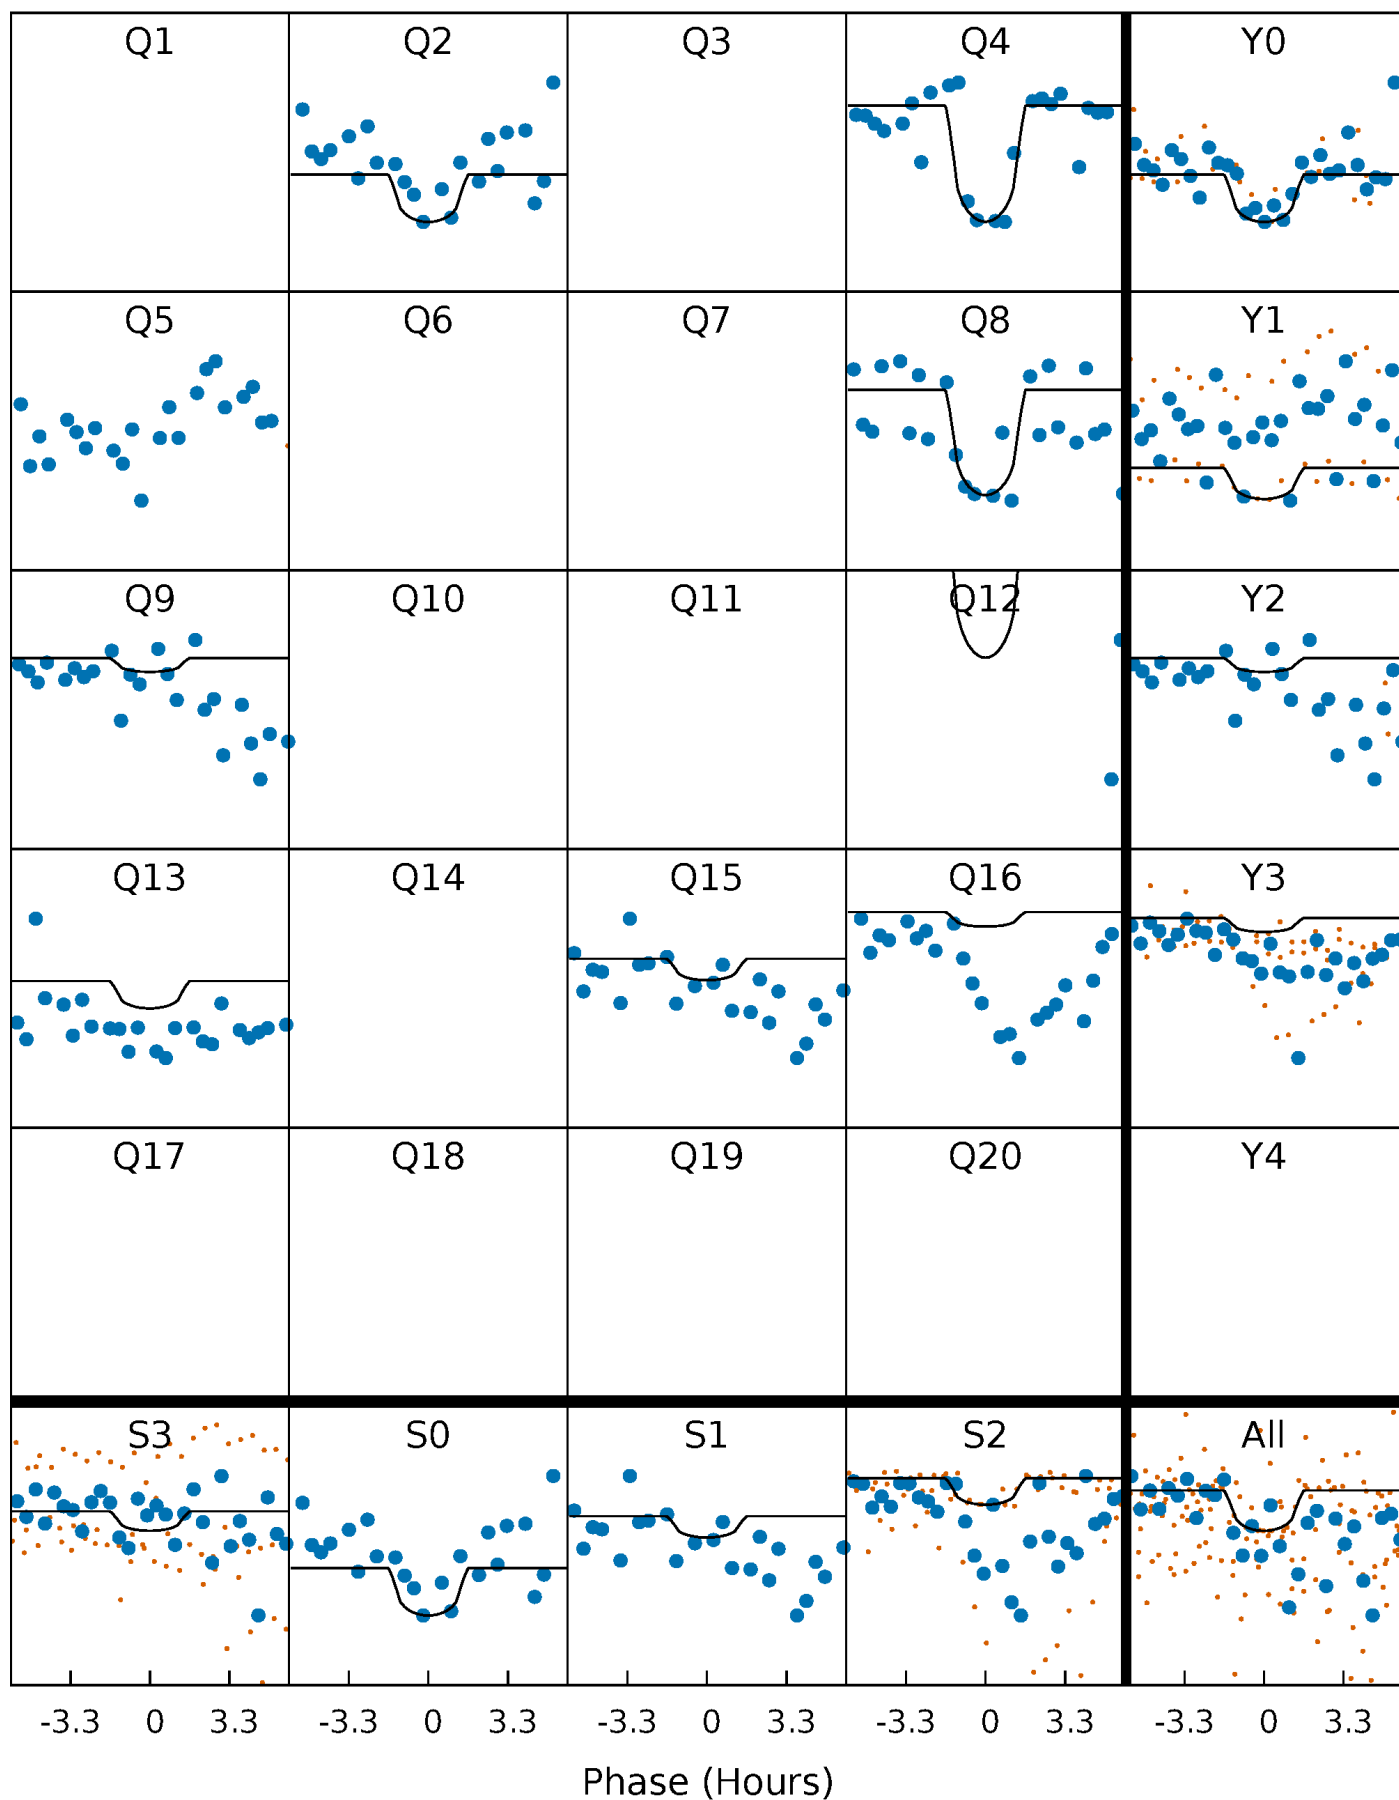 Q1 Q2 Q3 Q4 Y0
Q5 Q6 Q7 Q8 Y1
Q9 Q10 Q11 Q12 Y2
Q13 Q14 Q15 Q16 Y3
Q17 Q18 Q19 Q20 Y4
S3 S0 S1 S2 All
-3.3 0 3.3 -3.3 0 3.3 -3.3 0 3.3 -3.3 0 3.3 -3.3 0 3.3
Phase (Hours)